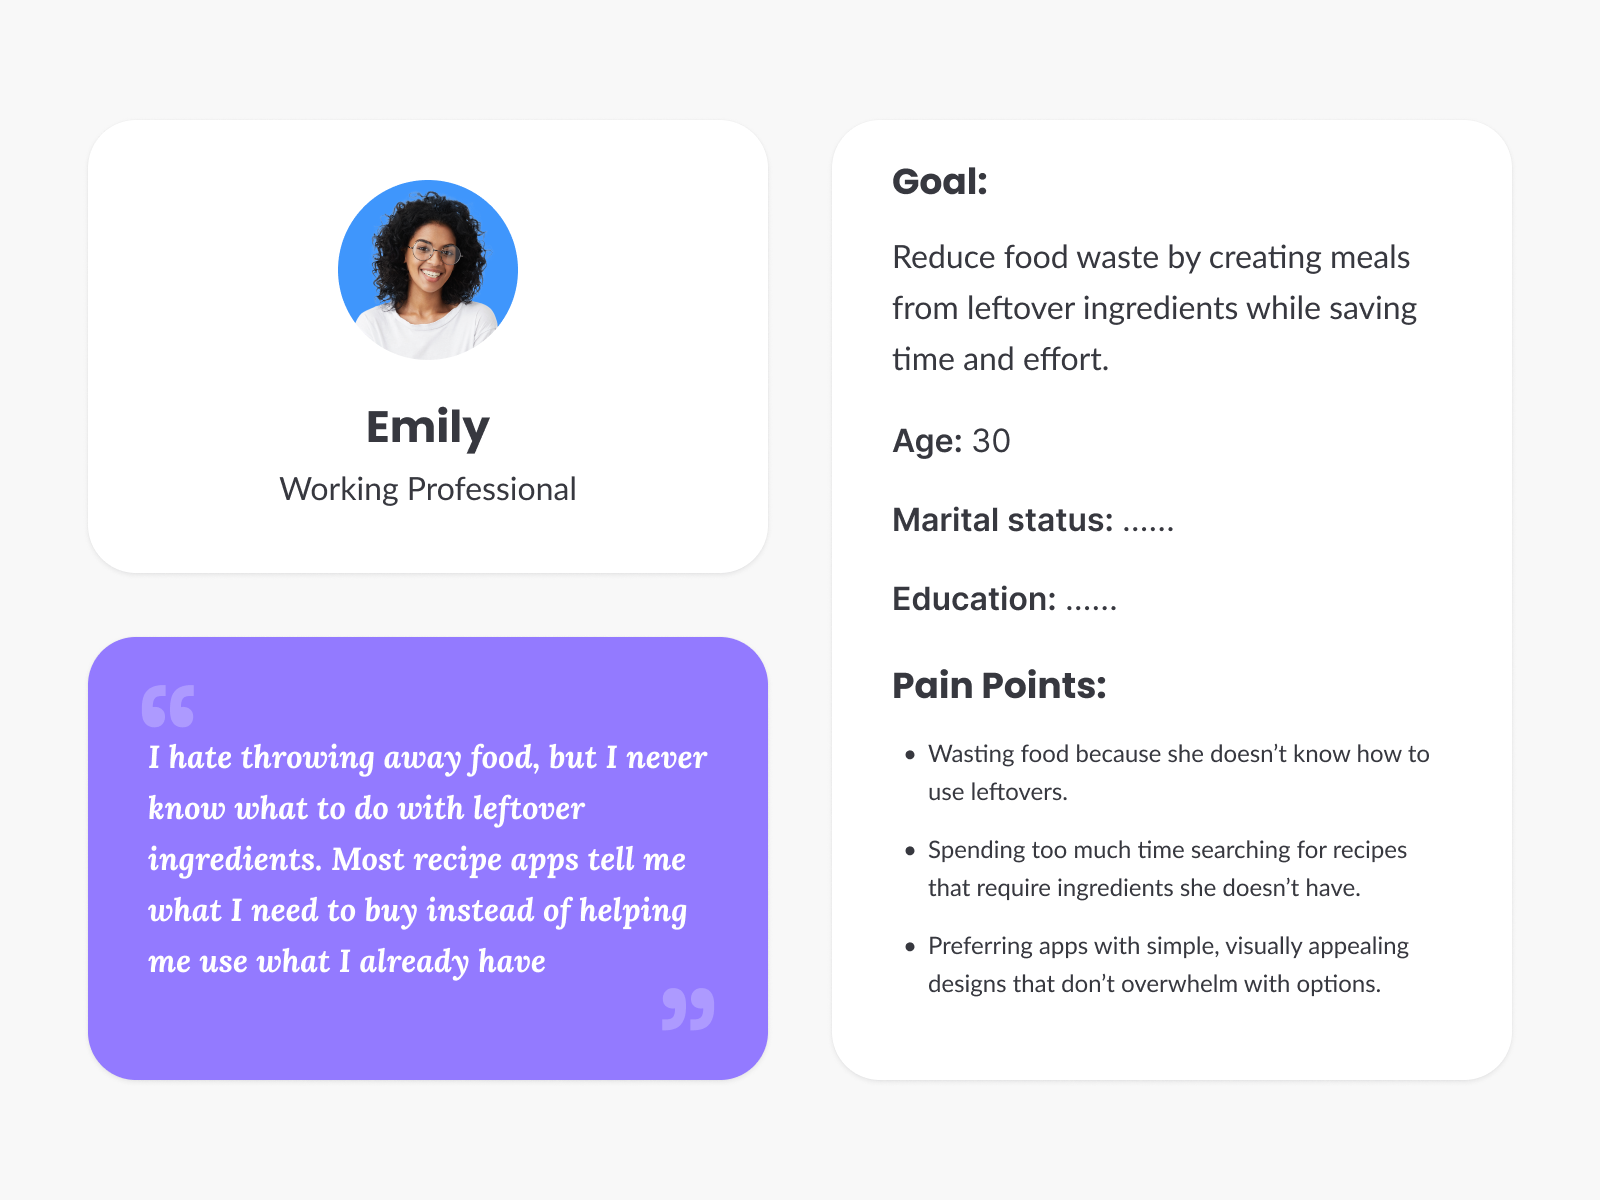 Emily
Working Professional
“
I hate throwing away food, but I never
know what to do with leftover
ingredients. Most recipe apps tell me
what I need to buy instead of helping
me use what I already have
”
Goal:
Reduce food waste by creating meals
from leftover ingredients while saving
time and effort.
Age: 30
Marital status: ......
Education: ......
Pain Points:
• Wasting food because she doesn’t know how to
use leftovers.
• Spending too much time searching for recipes
that require ingredients she doesn’t have.
• Preferring apps with simple, visually appealing
designs that don’t overwhelm with options.